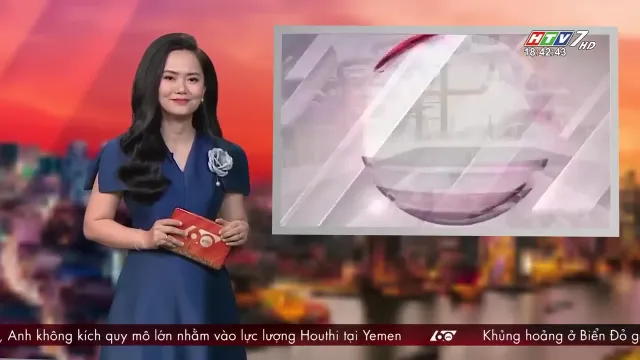 HTV7 HD
18:42:43
, Anh không kích quy mô lớn nhằm vào lực lượng Houthi tại Yemen 60 Khủng hoảng ở Biển Đỏ g